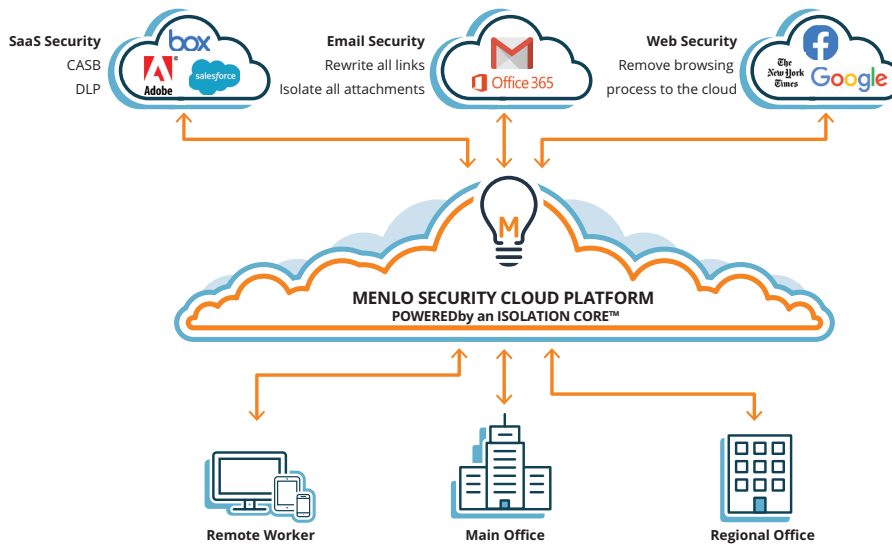 SaaS Security
CASB
DLP
box
Adobe
salesforce
Email Security
Rewrite all links
Isolate all attachments
Office 365
Web Security
Remove browsing
process to the cloud
The
New York
Times
Google
M
MENLO SECURITY CLOUD PLATFORM
POWEREDby an ISOLATION CORE™
Remote Worker
Main Office
Regional Office